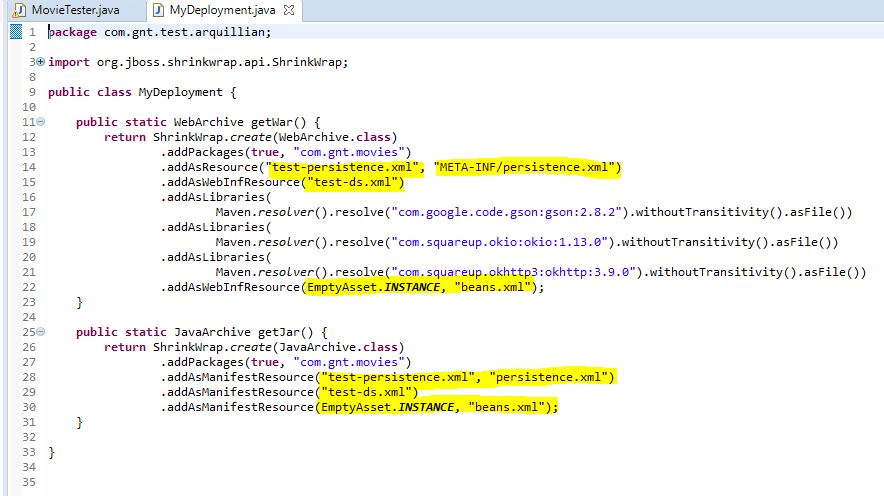 MovieTester.java MyDeployment.java
1 package com.gnt.test.arquillian;
2
3 import org.jboss.shrinkwrap.api.ShrinkWrap;
8
9 public class MyDeployment {
10
11 public static WebArchive getWar() {
12 return ShrinkWrap.create(WebArchive.class)
13 .addPackages(true, "com.gnt.movies")
14 .addAsResource("test-persistence.xml", "META-INF/persistence.xml")
15 .addAsWebInfResource("test-ds.xml")
16 .addAsLibraries(
17 Maven.resolver().resolve("com.google.code.gson:gson:2.8.2").withoutTransitivity().asFile())
18 .addAsLibraries(
19 Maven.resolver().resolve("com.squareup.okio:okio:1.13.0").withoutTransitivity().asFile())
20 .addAsLibraries(
21 Maven.resolver().resolve("com.squareup.okhttp3:okhttp:3.9.0").withoutTransitivity().asFile())
22 .addAsWebInfResource(EmptyAsset.INSTANCE, "beans.xml");
23 }
24
25 public static JavaArchive getJar() {
26 return ShrinkWrap.create(JavaArchive.class)
27 .addPackages(true, "com.gnt.movies")
28 .addAsManifestResource("test-persistence.xml", "persistence.xml")
29 .addAsManifestResource("test-ds.xml")
30 .addAsManifestResource(EmptyAsset.INSTANCE, "beans.xml");
31 }
32
33 }
34
35